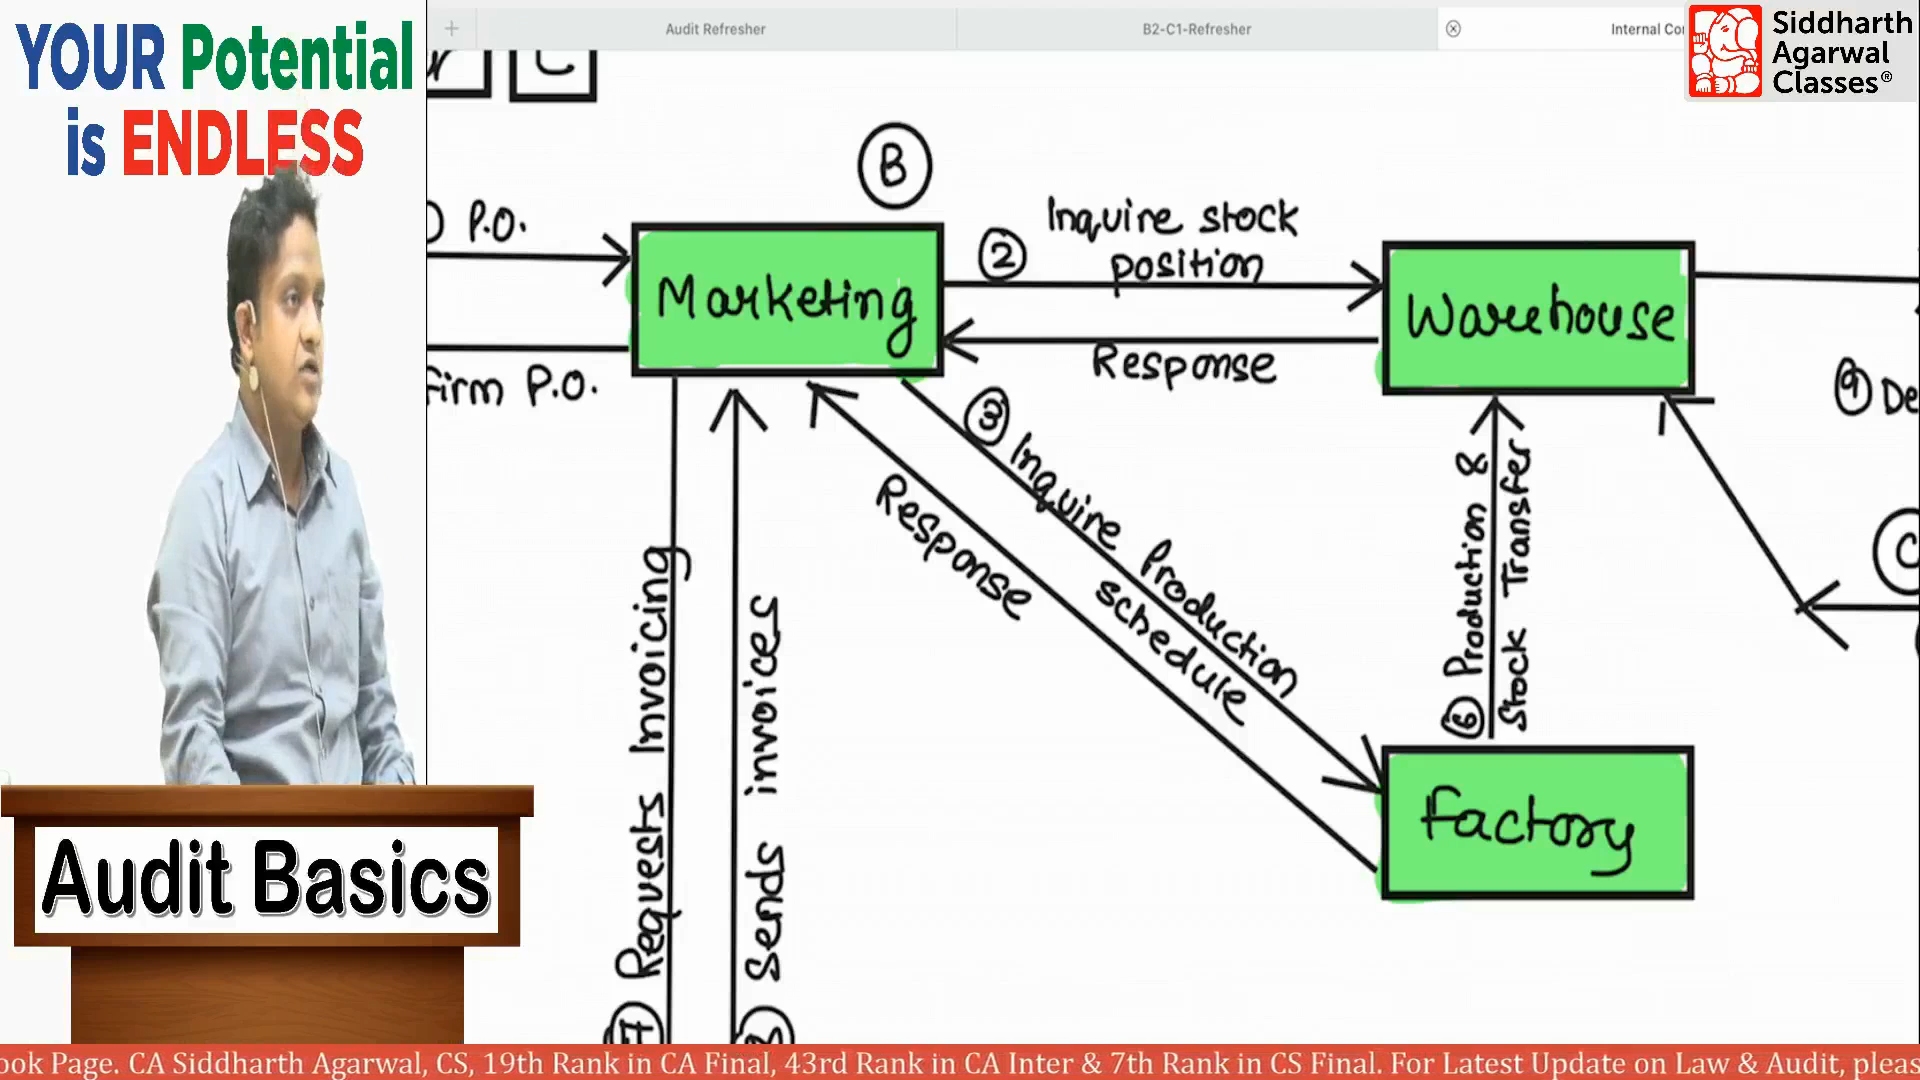 YOUR Potential
is ENDLESS
Audit Refresher
B2-C1-Refresher
Internal Co
Siddharth
Agarwal
Classes®
C
B
P.O.
Inquire stock
② position
Marketing
Warehouse
Response
firm P.O.
③ Inquire Production
schedule
Response
⑨ De
⑥ Production &
Stock Transfer
C
⑦ Requests Invoicing
⑧ Sends invoices
Factory
Audit Basics
ook Page. CA Siddharth Agarwal, CS, 19th Rank in CA Final, 43rd Rank in CA Inter & 7th Rank in CS Final. For Latest Update on Law & Audit, pleas